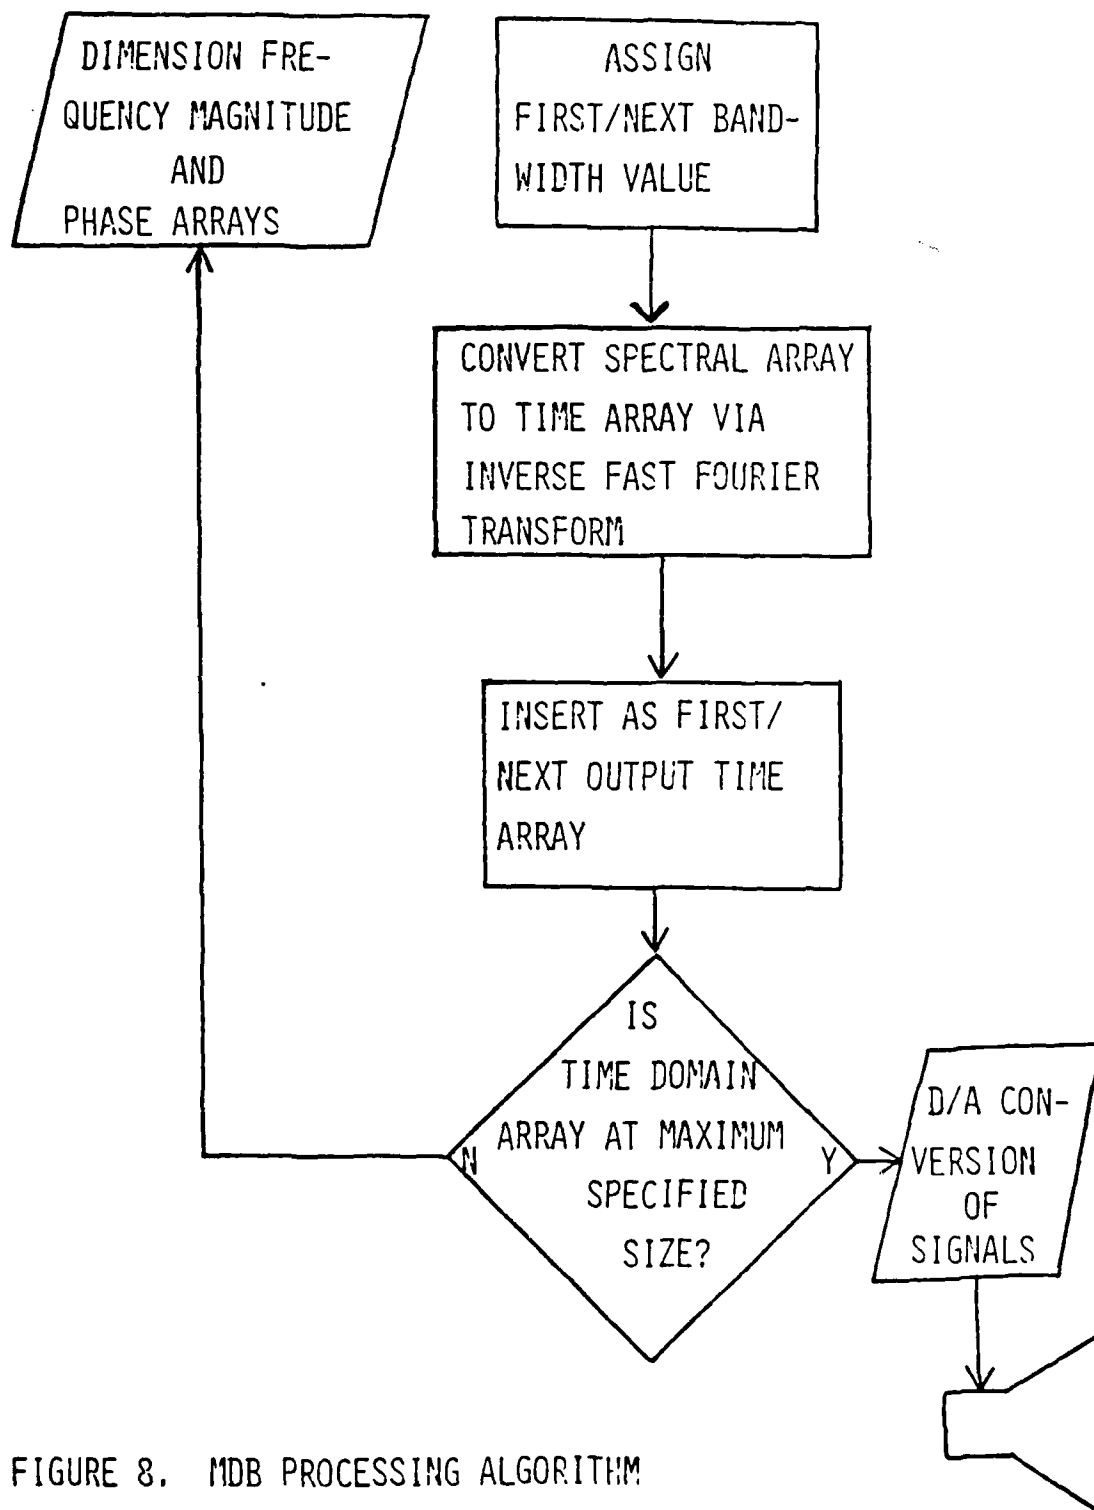 DIMENSION FRE-
QUENCY MAGNITUDE
AND
PHASE ARRAYS
ASSIGN
FIRST/NEXT BAND-
WIDTH VALUE
CONVERT SPECTRAL ARRAY
TO TIME ARRAY VIA
INVERSE FAST FOURIER
TRANSFORM
INSERT AS FIRST/
NEXT OUTPUT TIME
ARRAY
IS
TIME DOMAIN
ARRAY AT MAXIMUM
SPECIFIED
SIZE?
N
Y
D/A CON-
VERSION
OF
SIGNALS
FIGURE 8. MDB PROCESSING ALGORITHM